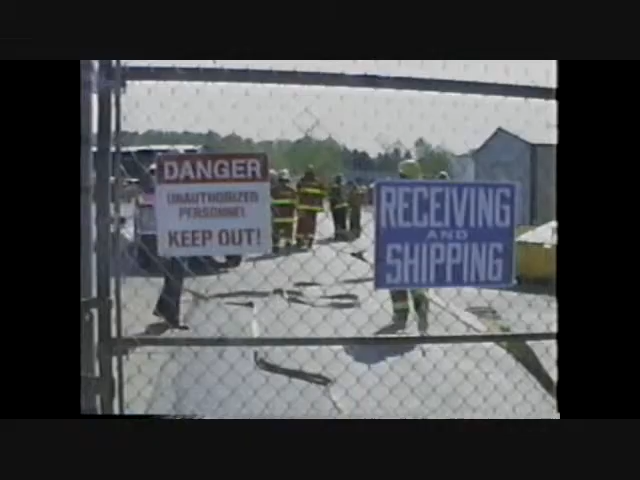 DANGER
UNAUTHORIZED
PERSONNEL
KEEP OUT!
RECEIVING
AND
SHIPPING